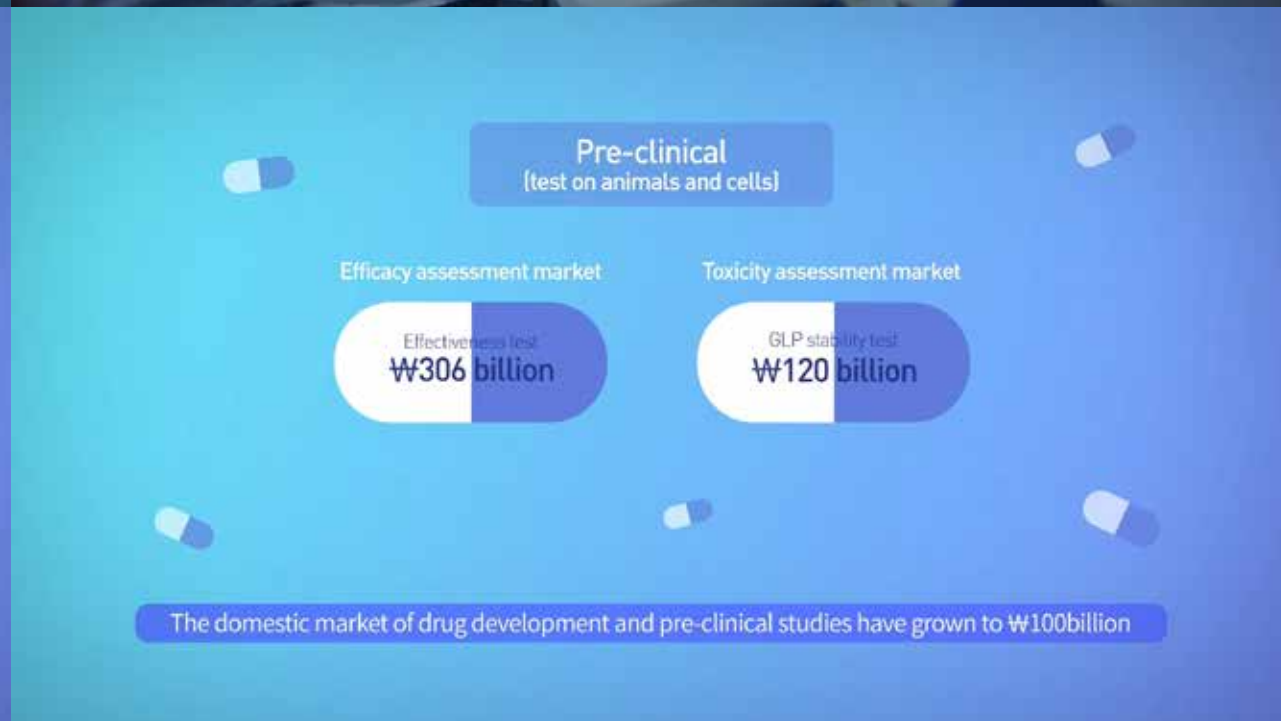 Pre-clinical
(test on animals and cells)
Efficacy assessment market
Toxicity assessment market
Effectiveness test
₩306 billion
GLP stability test
₩120 billion
The domestic market of drug development and pre-clinical studies have grown to ₩100billion